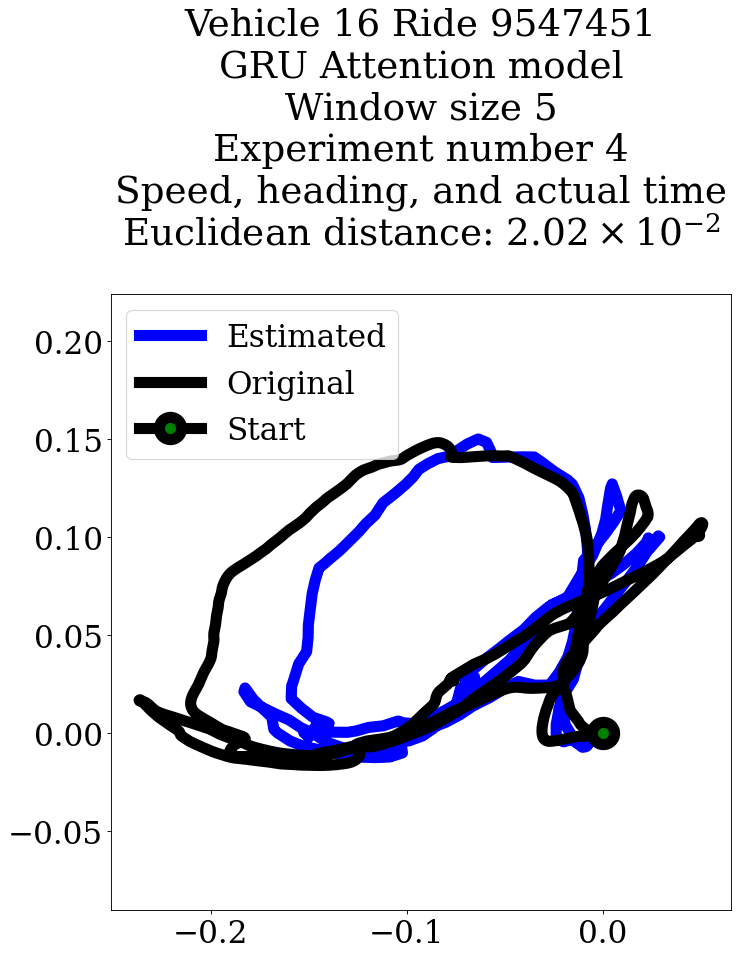 Vehicle 16 Ride 9547451
GRU Attention model
Window size 5
Experiment number 4
Speed, heading, and actual time
Euclidean distance: 2.02 × 10⁻²
Estimated
Original
Start
0.20
0.15
0.10
0.05
0.00
−0.05
−0.2
−0.1
0.0